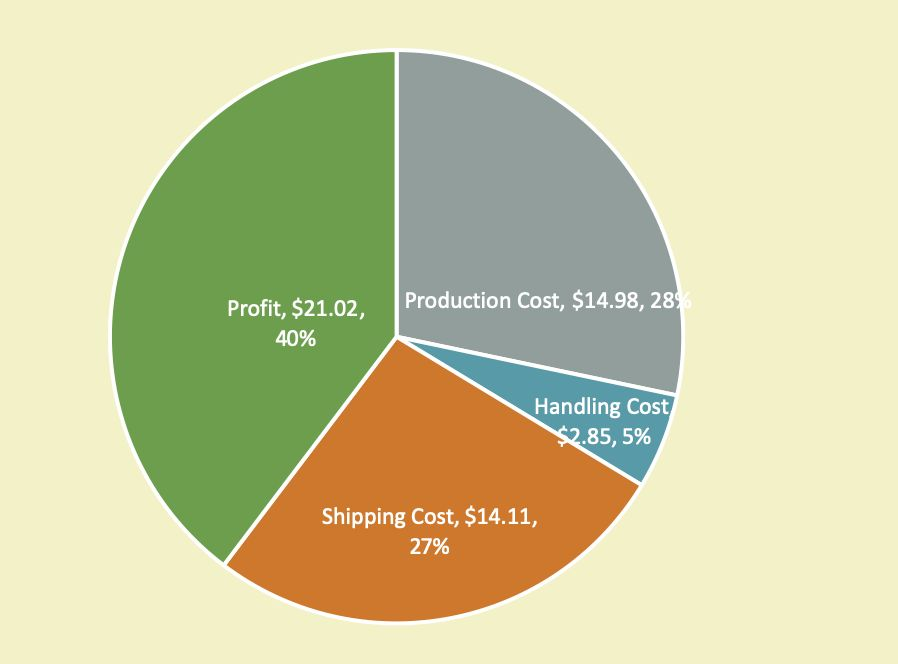 Production Cost, $14.98, 28%
Profit, $21.02,
40%
Handling Cost
$2.85, 5%
Shipping Cost, $14.11,
27%